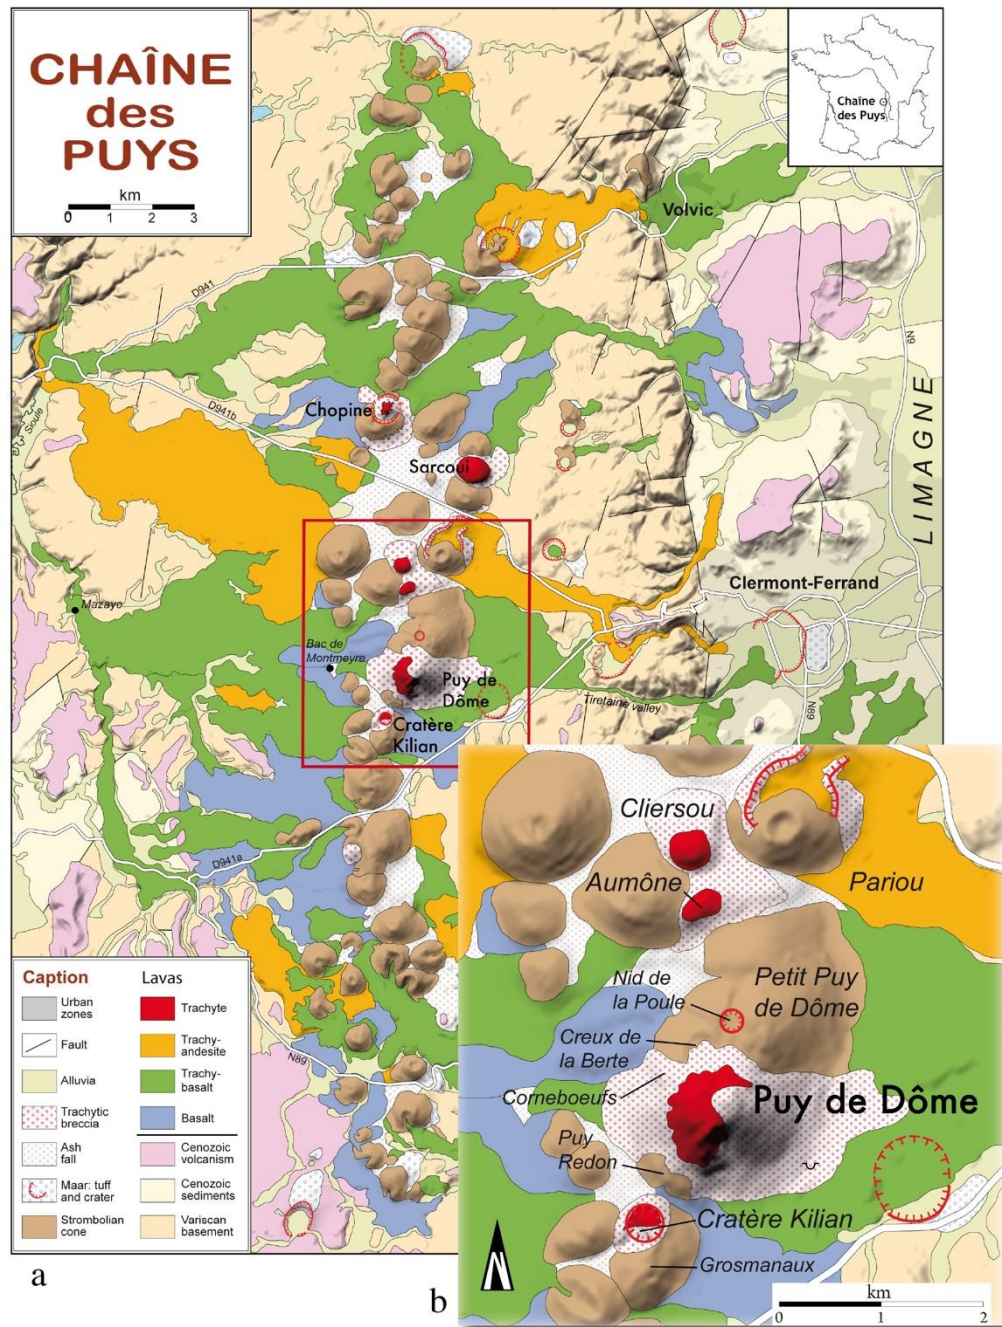 CHAÎNE
des
PUYS
km
0 1 2 3
Chaîne
des Puys
Volvic
D941
N9
LIMAGNE
Sioule
D941b
Chopine
Sarcoui
Clermont-Ferrand
Mazaye
Bac de
Montmeyre
Puy de
Dôme
Cratère
Kilian
Tiretaine valley
N89
D941a
N89
Caption
Urban
zones
Fault
Alluvia
Trachytic
breccia
Ash
fall
Maar: tuff
and crater
Strombolian
cone
Lavas
Trachyte
Trachy-
andesite
Trachy-
basalt
Basalt
Cenozoic
volcanism
Cenozoic
sediments
Variscan
basement
a
Cliersou
Aumône
Pariou
Nid de
la Poule
Petit Puy
de Dôme
Creux de
la Berte
Corneboeufs
Puy de Dôme
Puy
Redon
Cratère Kilian
Grosmanaux
N
km
0 1 2
b